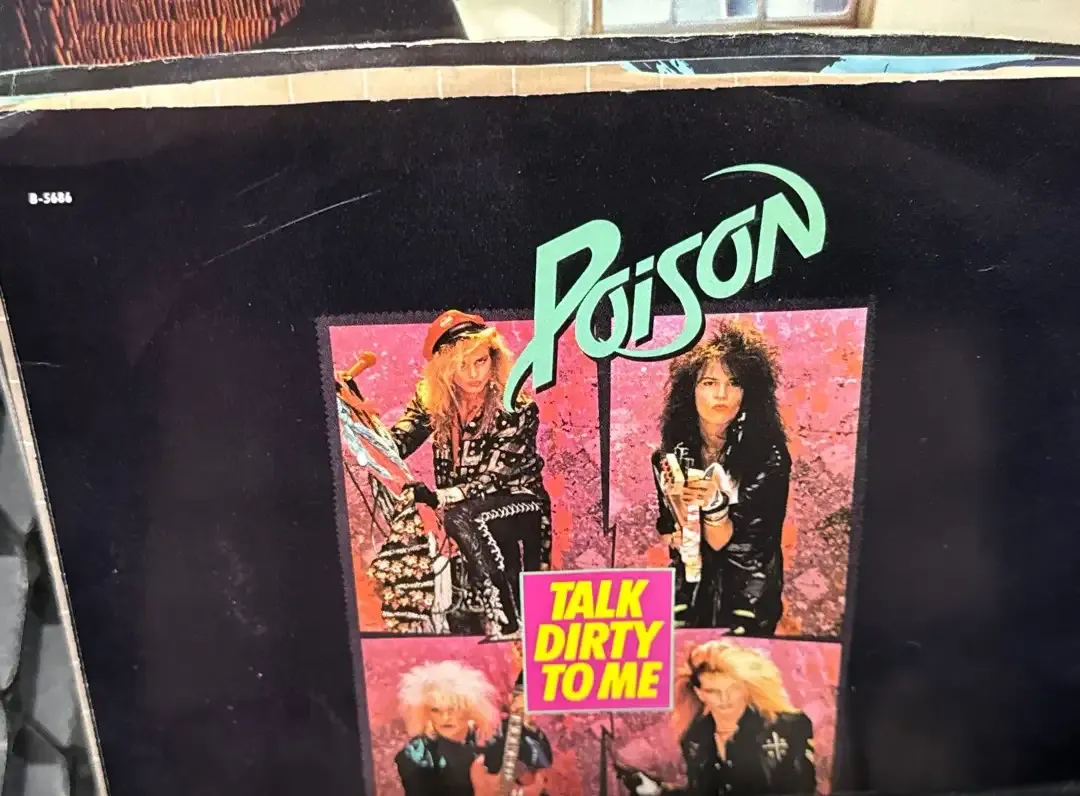 B-5686
POISON
TALK
DIRTY
TO ME